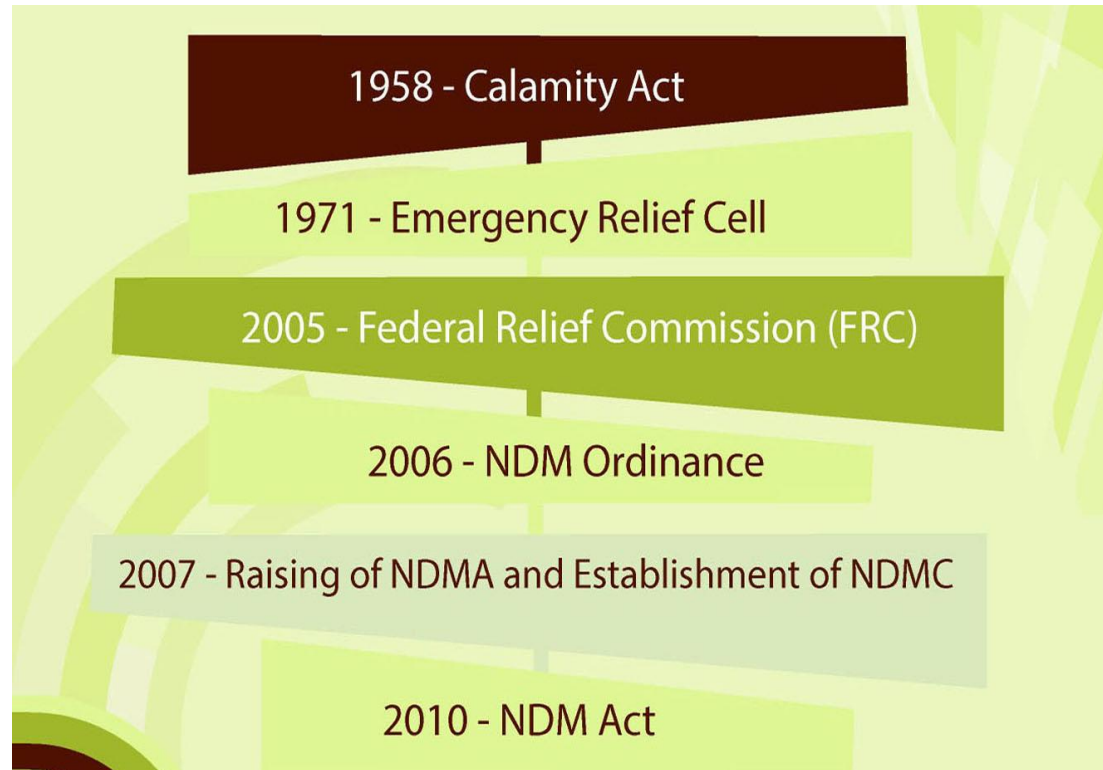 1958 - Calamity Act
1971 - Emergency Relief Cell
2005 - Federal Relief Commission (FRC)
2006 - NDM Ordinance
2007 - Raising of NDMA and Establishment of NDMC
2010 - NDM Act